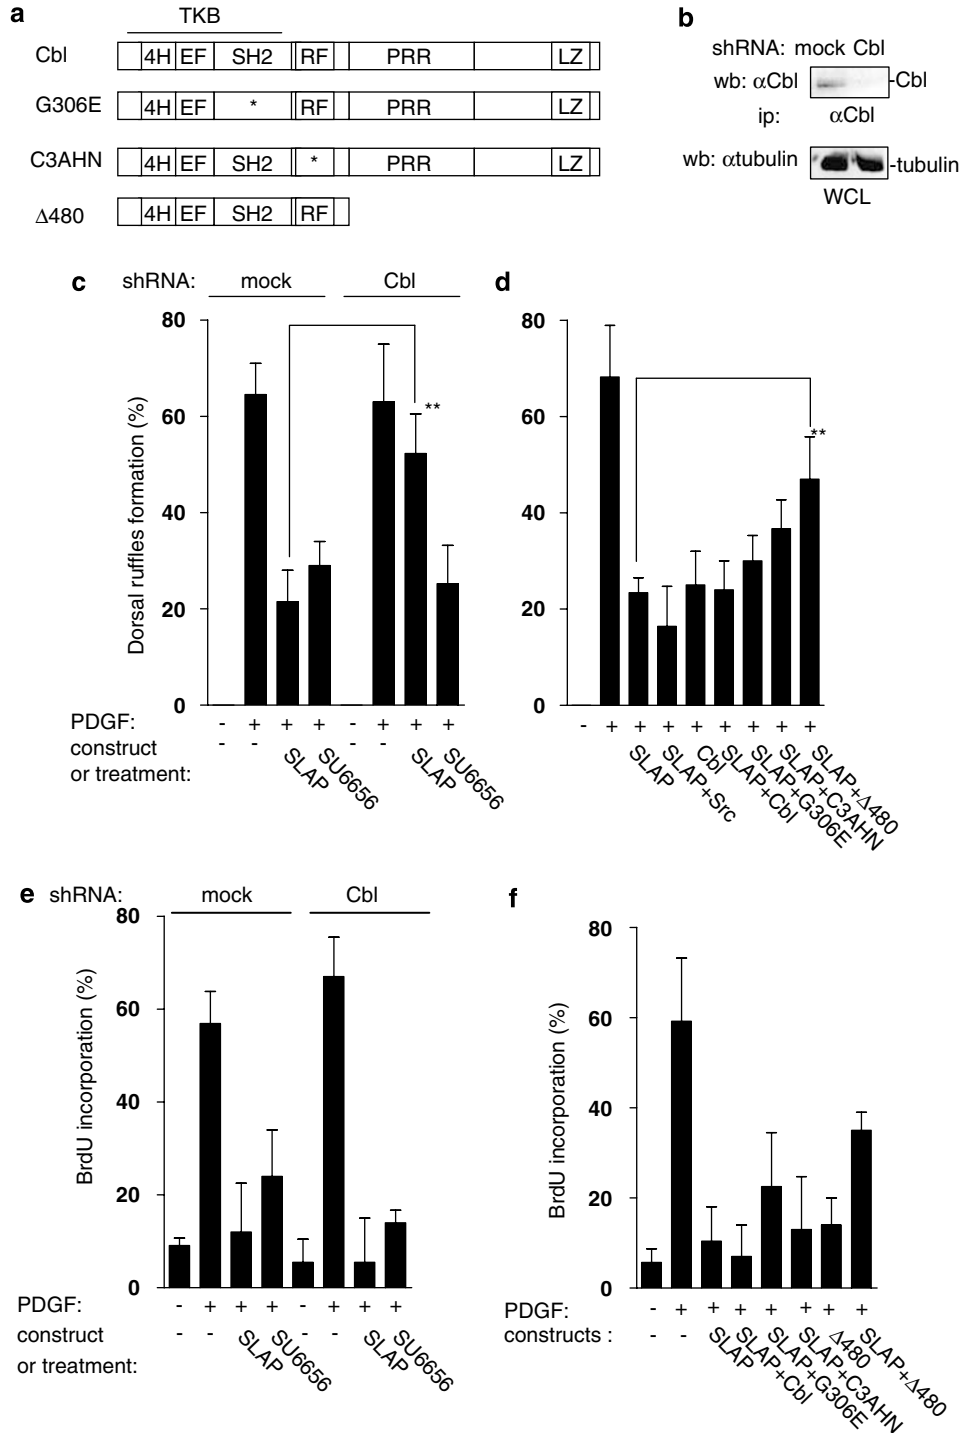 a
TKB
Cbl 4H EF SH2 RF PRR LZ
G306E 4H EF * RF PRR LZ
C3AHN 4H EF SH2 * PRR LZ
Δ480 4H EF SH2 RF
b
shRNA: mock Cbl
wb: αCbl -Cbl
ip: αCbl
wb: αtubulin -tubulin
WCL
c
shRNA: mock Cbl
Dorsal ruffles formation (%)
80
60
40
20
0
**
PDGF: - + + + - + + +
construct - - - -
or treatment: SLAP SU6656 SLAP SU6656
d
80
60
40
20
0
**
- + + + + + + + +
SLAP
SLAP+Src
Cbl
SLAP+Cbl
SLAP+G306E
SLAP+C3AHN
SLAP+Δ480
e
shRNA: mock Cbl
BrdU incorporation (%)
80
60
40
20
0
PDGF: - + + + - + + +
construct - - - -
or treatment: SLAP SU6656 SLAP SU6656
f
BrdU incorporation (%)
80
60
40
20
0
PDGF: - + + + + + + +
constructs : - -
SLAP
SLAP+Cbl
SLAP+G306E
SLAP+C3AHN
Δ480
SLAP+Δ480